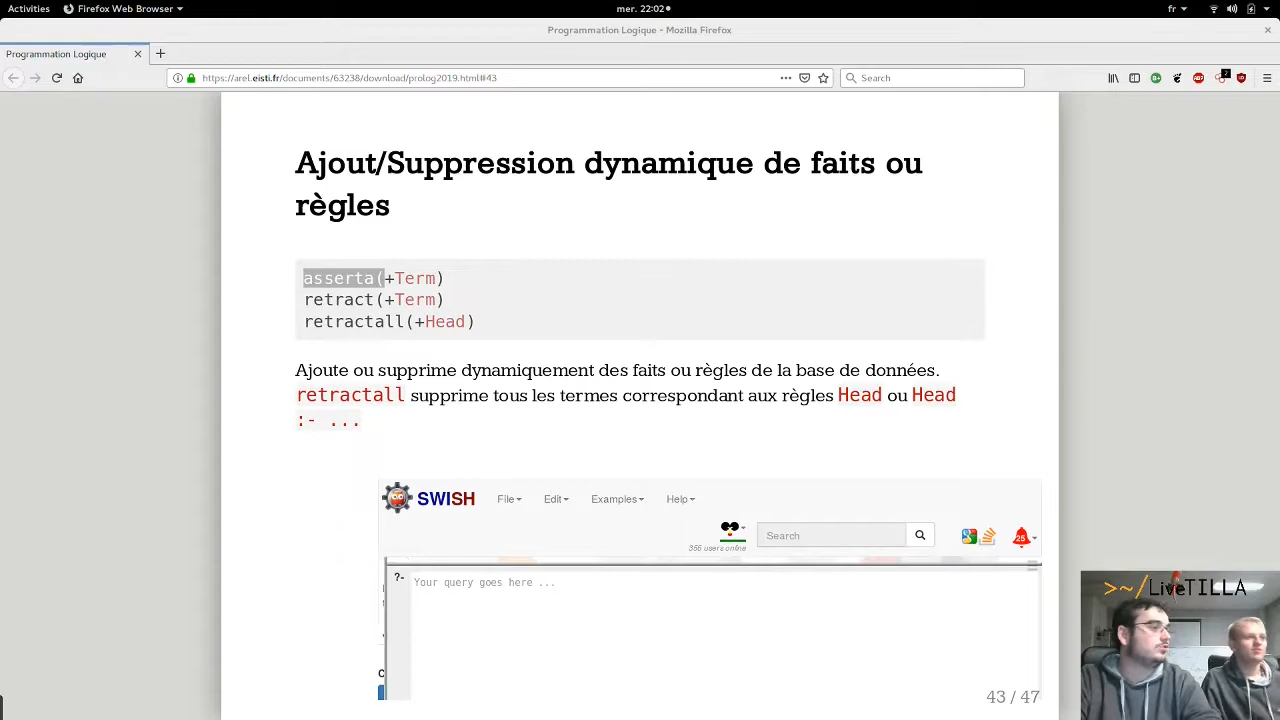 Activities Firefox Web Browser mer. 22:02 fr
Programmation Logique - Mozilla Firefox
Programmation Logique
https://arel.eisti.fr/documents/63238/download/prolog2019.html#43 Search
2
Ajout/Suppression dynamique de faits ou
règles
asserta(+Term)
retract(+Term)
retractall(+Head)
Ajoute ou supprime dynamiquement des faits ou règles de la base de données.
retractall supprime tous les termes correspondant aux règles Head ou Head
:- ...
SWISH File Edit Examples Help
Search 25
355 users online
?- Your query goes here ...
>~/LiveTILLA
43 / 47